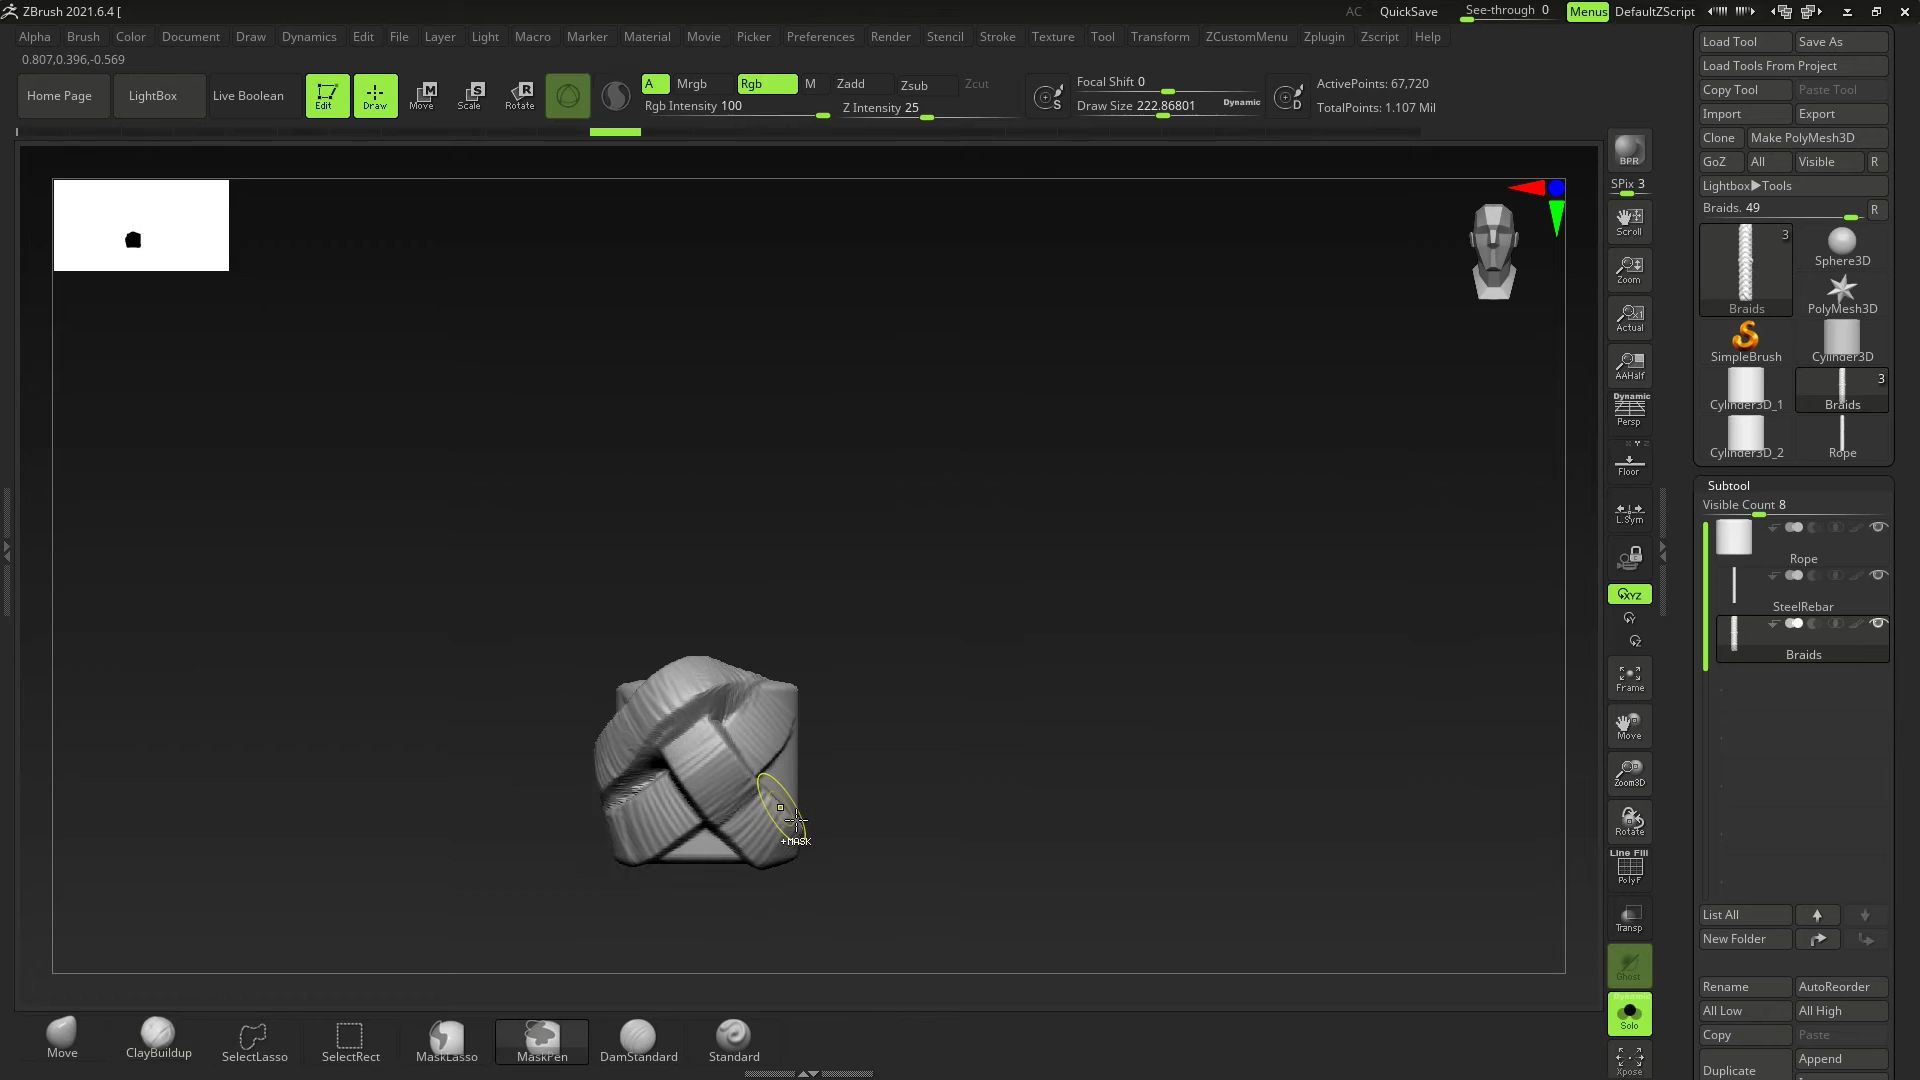 ZBrush 2021.6.4 [
AC QuickSave See-through 0 Menus DefaultZScript
Alpha Brush Color Document Draw Dynamics Edit File Layer Light Macro Marker Material Movie Picker Preferences Render Stencil Stroke Texture Tool Transform ZCustomMenu Zplugin Zscript Help
0.807,0.396,-0.569
Home Page LightBox Live Boolean Edit Draw Move Scale Rotate
A Mrgb Rgb M Zadd Zsub Zcut
Rgb Intensity 100 Z Intensity 25
Focal Shift 0
Draw Size 222.86801 Dynamic
ActivePoints: 67,720
TotalPoints: 1.107 Mil
BPR
SPix 3
Scroll
Zoom
Actual
AAHalf
Dynamic
Persp
Floor
L.Sym
XYZ
Frame
Move
Zoom3D
Rotate
Line Fill
PolyF
Transp
Ghost
Dynamic
Solo
Xpose
Load Tool Save As
Load Tools From Project
Copy Tool Paste Tool
Import Export
Clone Make PolyMesh3D
GoZ All Visible R
Lightbox▶Tools
Braids. 49 R
3
Braids
Sphere3D
PolyMesh3D
SimpleBrush
Cylinder3D
Cylinder3D_1
3
Braids
Cylinder3D_2
Rope
Subtool
Visible Count 8
Rope
SteelRebar
Braids
List All
New Folder
Rename AutoReorder
All Low All High
Copy Paste
Duplicate Append
+MASK
Move ClayBuildup SelectLasso SelectRect MaskLasso MaskPen DamStandard Standard